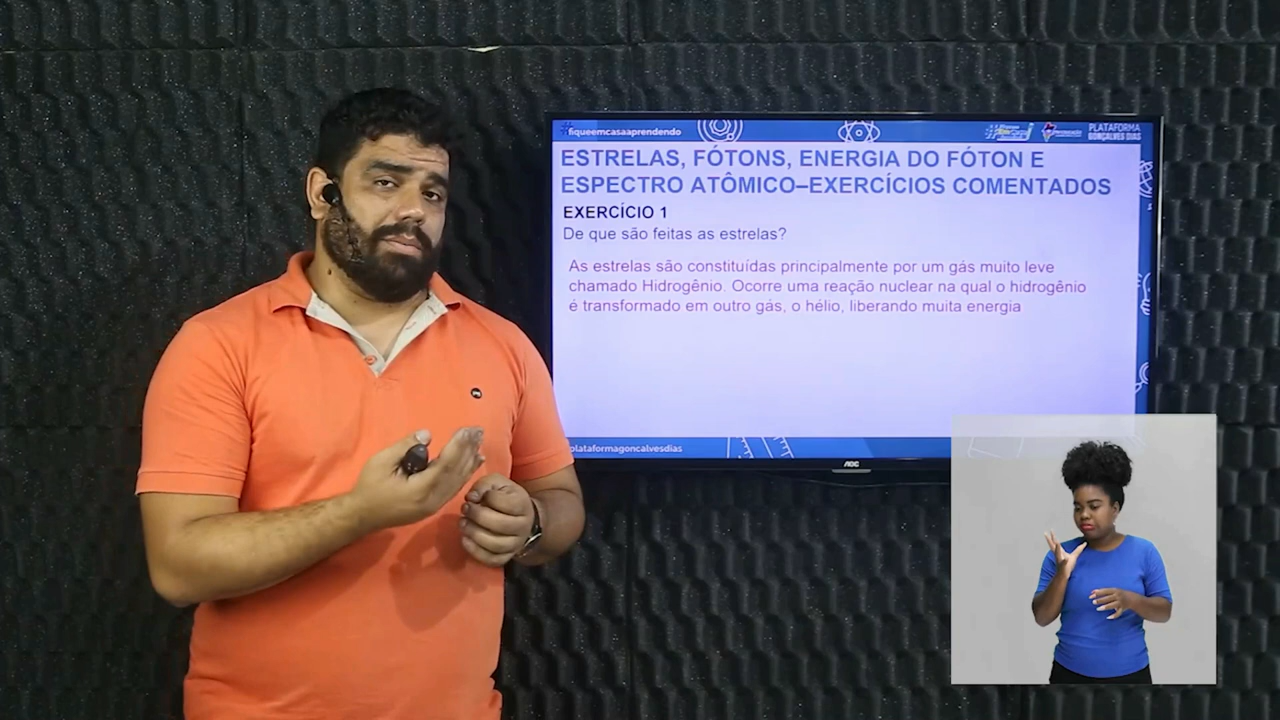 #fiqueemcasaaprendendo
PLATAFORMA
GONÇALVES DIAS
ESTRELAS, FÓTONS, ENERGIA DO FÓTON E
ESPECTRO ATÔMICO–EXERCÍCIOS COMENTADOS
EXERCÍCIO 1
De que são feitas as estrelas?
As estrelas são constituídas principalmente por um gás muito leve
chamado Hidrogênio. Ocorre uma reação nuclear na qual o hidrogênio
é transformado em outro gás, o hélio, liberando muita energia
plataformagoncalvesdias
AOC